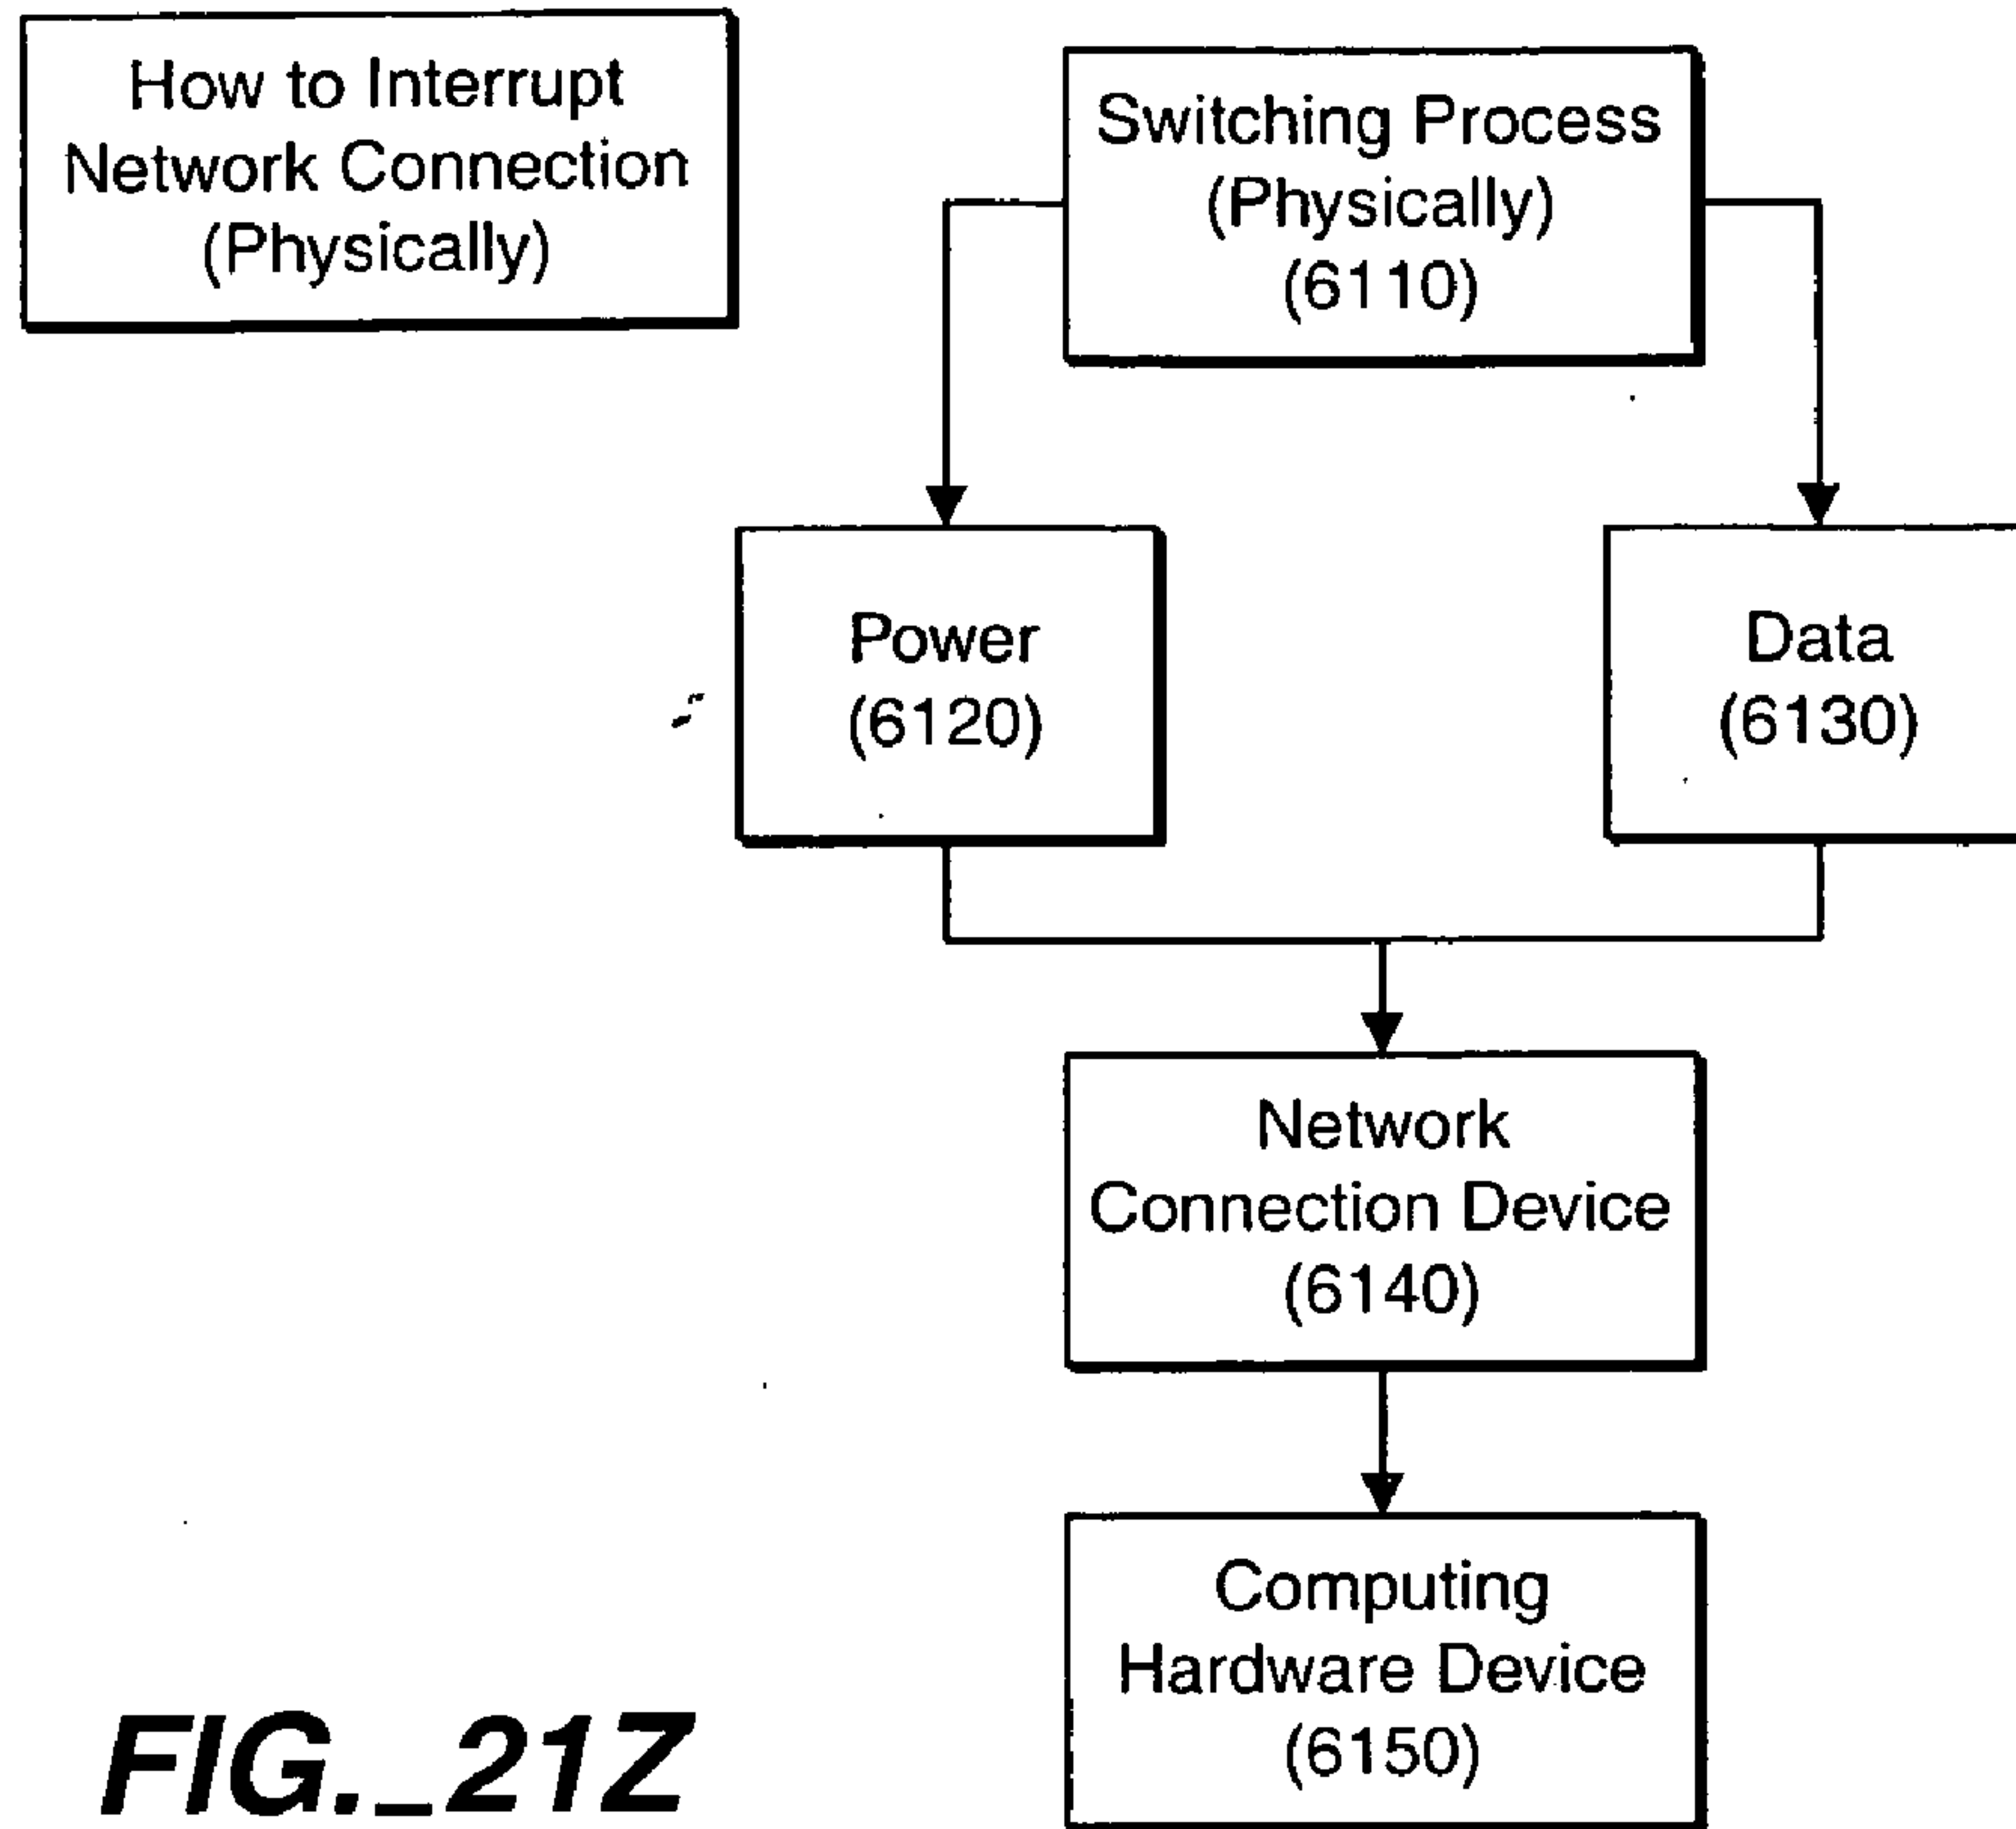 How to Interrupt
Network Connection
(Physically)
Switching Process
(Physically)
(6110)
Power
(6120)
Data
(6130)
Network
Connection Device
(6140)
Computing
Hardware Device
(6150)
FIG._21Z